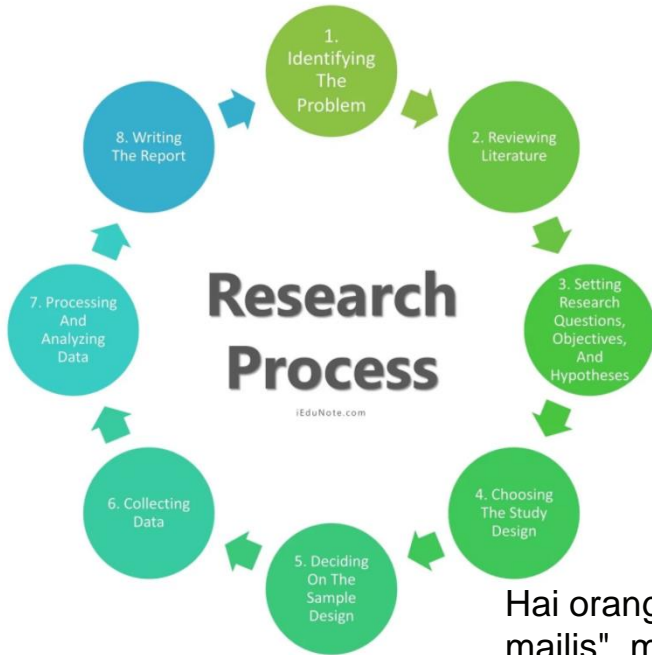 1.
Identifying
The
Problem
2. Reviewing
Literature
3. Setting
Research
Questions,
Objectives,
And
Hypotheses
4. Choosing
The Study
Design
5. Deciding
On The
Sample
Design
6. Collecting
Data
7. Processing
And
Analyzing
Data
8. Writing
The Report
Research
Process
iEduNote.com
Hai orang